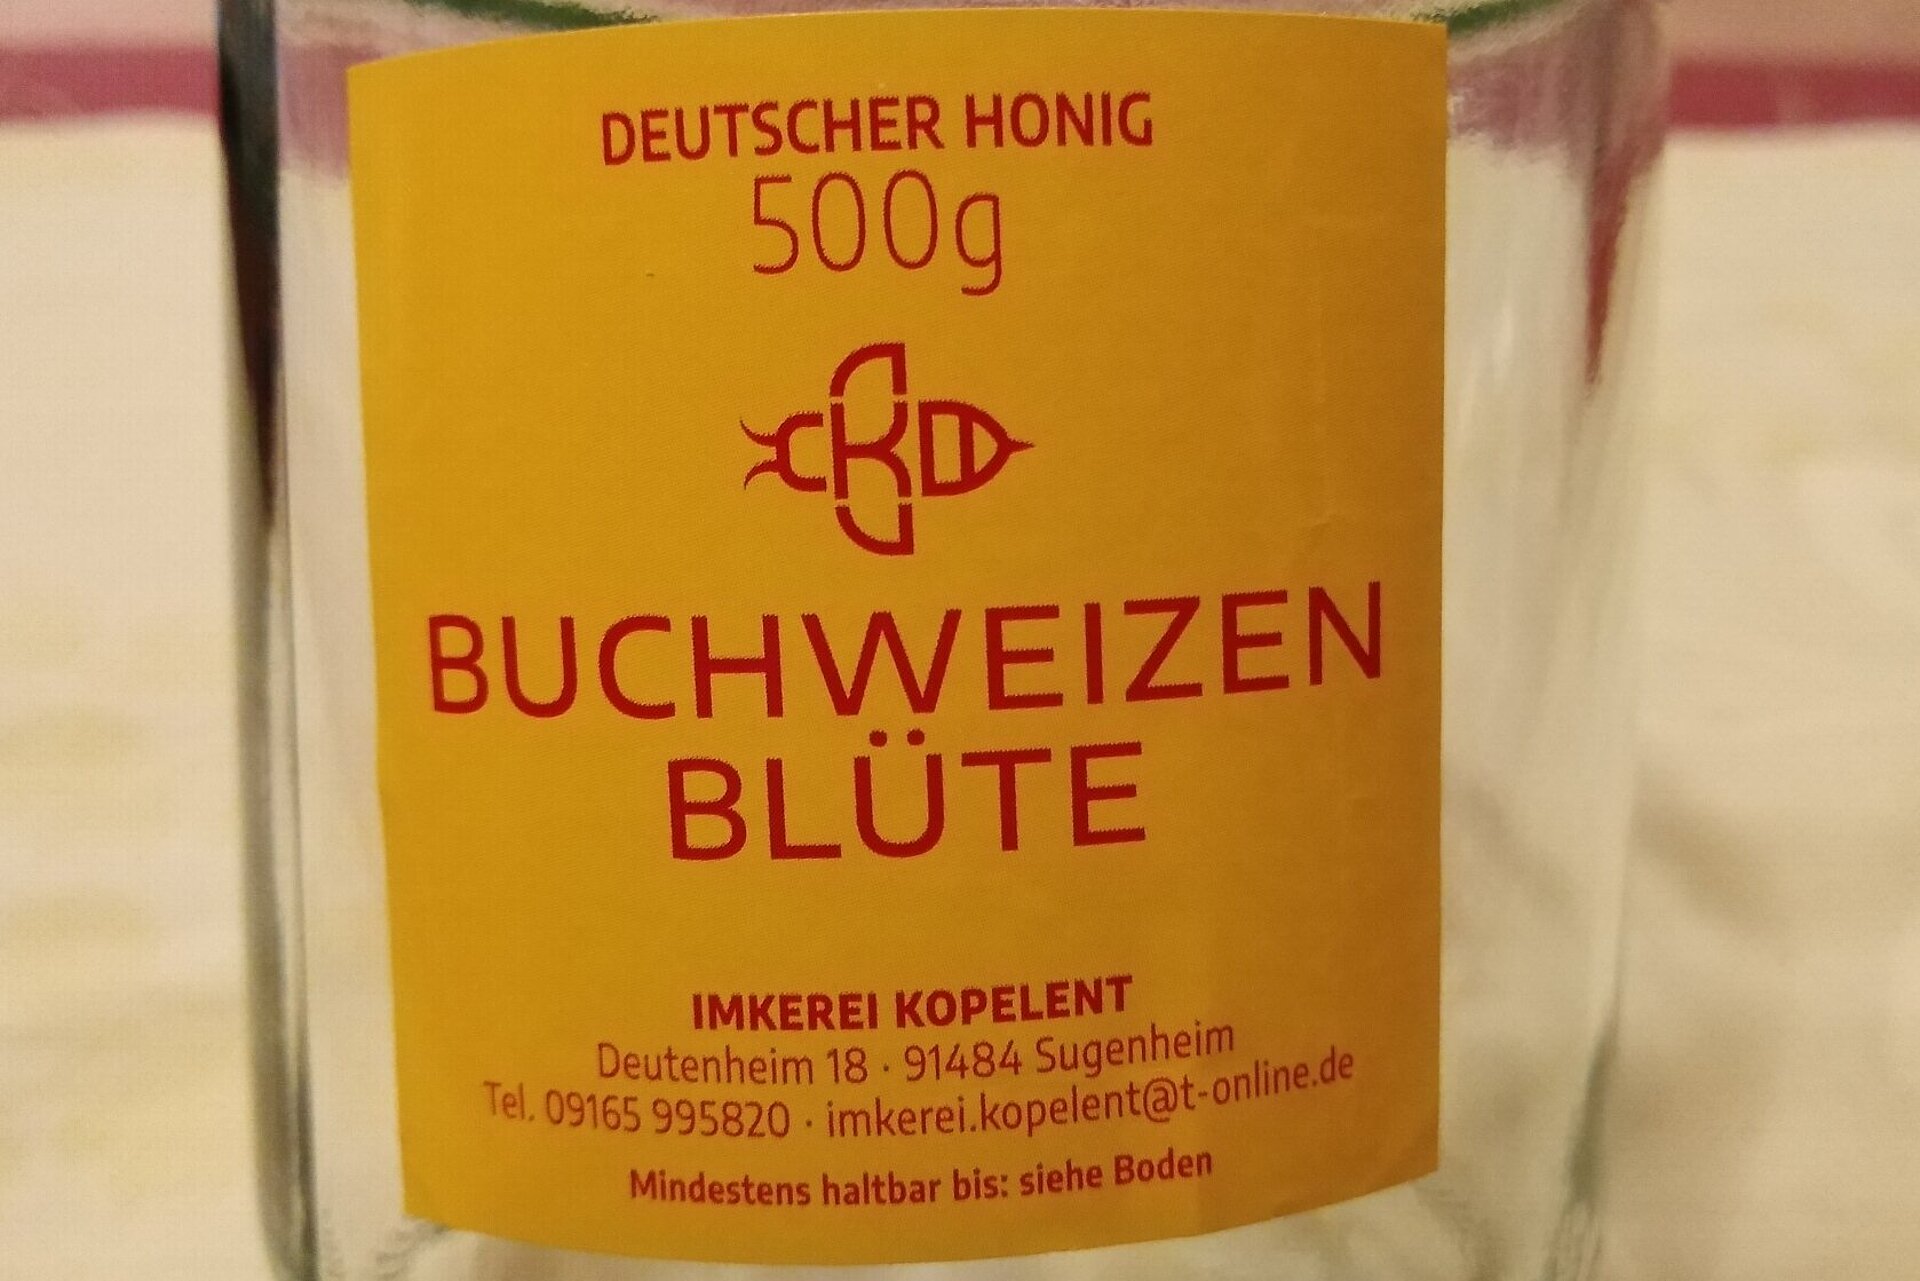 DEUTSCHER HONIG
500g
BUCHWEIZEN
BLÜTE
IMKEREI KOPELENT
Deutenheim 18 · 91484 Sugenheim
Tel. 09165 995820 · imkerei.kopelent@t-online.de
Mindestens haltbar bis: siehe Boden